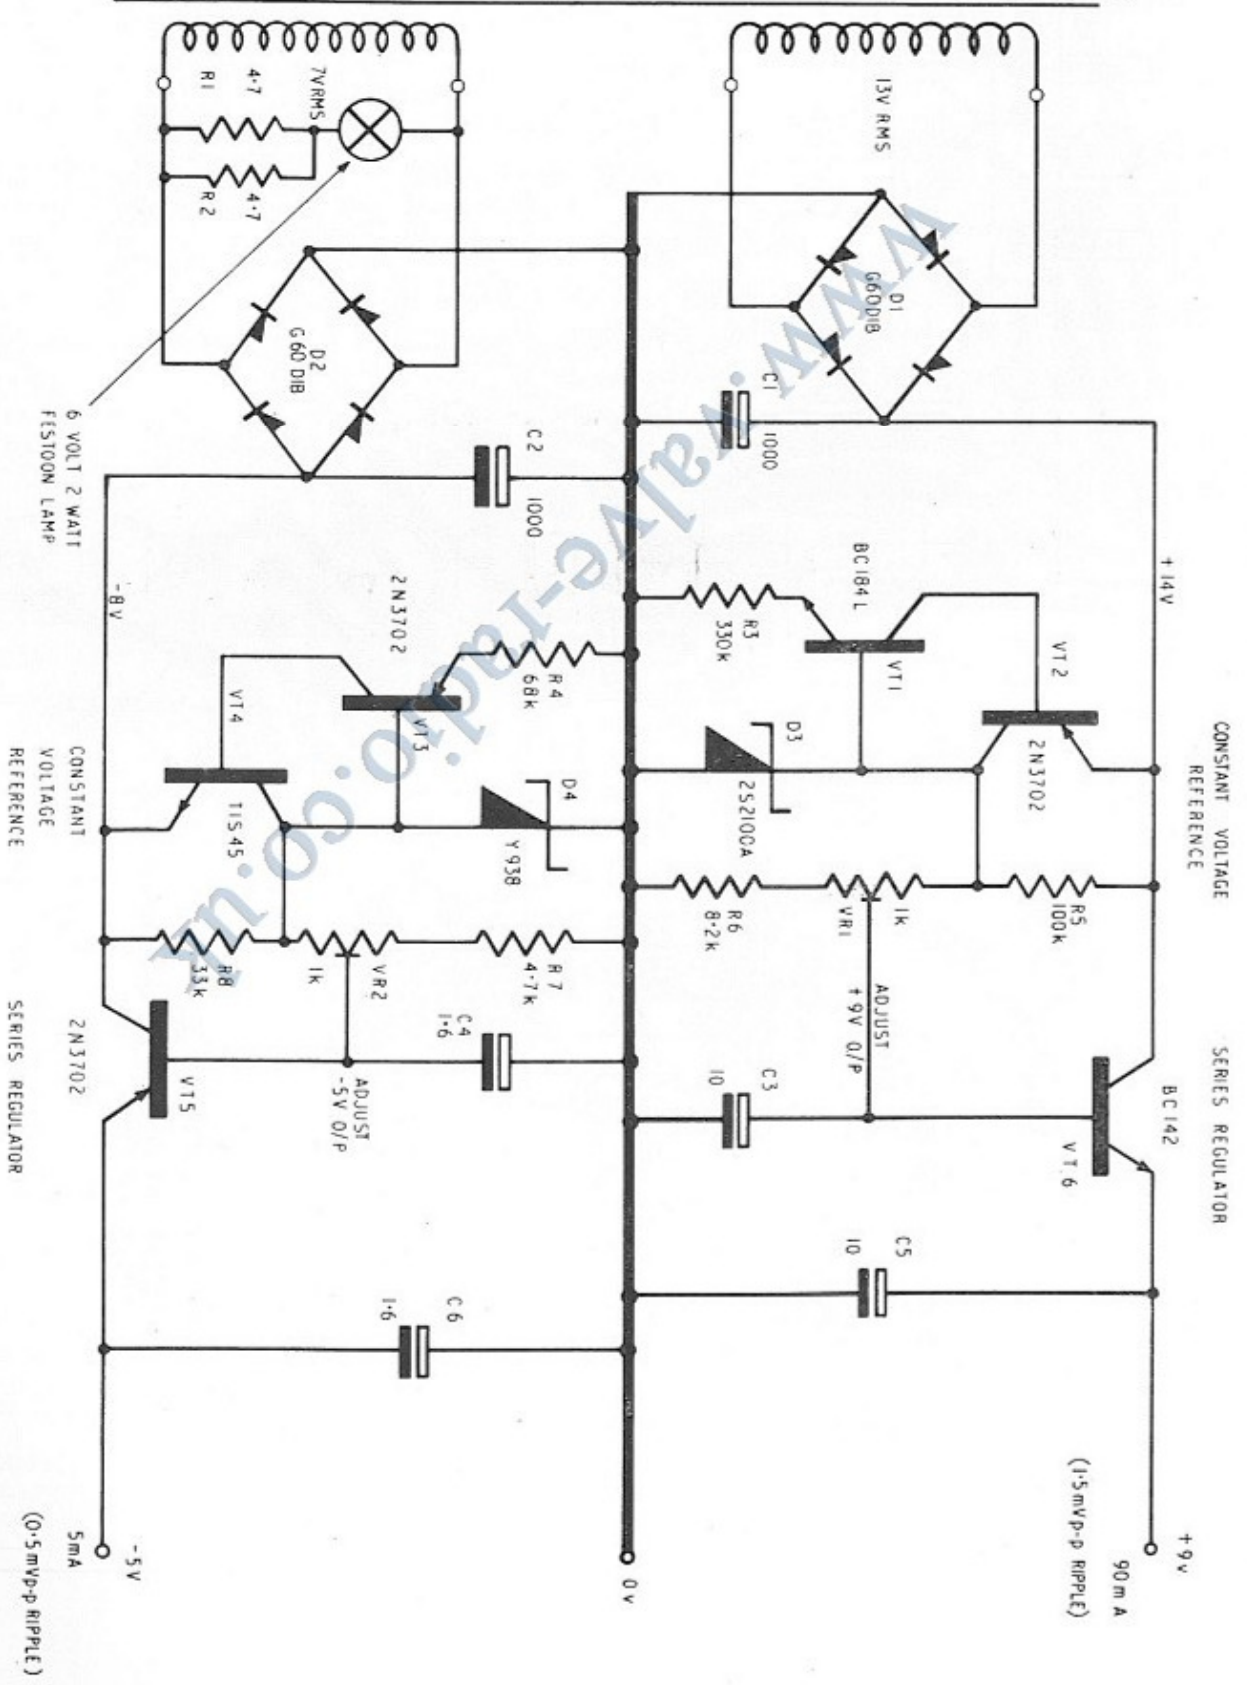 13V RMS
D1
G60D1B
C1
1000
+14V
BC184L
VT1
R3
330k
VT2
2N3702
D3
2S2100A
CONSTANT VOLTAGE
REFERENCE
R5
100k
1k
VR1
R6
8·2k
ADJUST
+9V O/P
C3
10
SERIES REGULATOR
BC142
VT6
C5
10
+9v
90mA
(1·5mVp-p RIPPLE)
0v
7V RMS
4·7
R1
4·7
R2
D2
G60D1B
6 VOLT 2 WATT
FESTOON LAMP
C2
1000
-8V
2N3702
VT3
R4
68k
VT4
TIS45
D4
Y938
CONSTANT
VOLTAGE
REFERENCE
R7
4·7k
VR2
1k
R8
33k
C4
1·6
ADJUST
-5V O/P
VT5
2N3702
SERIES REGULATOR
C6
1·6
-5V
5mA
(0·5mVp-p RIPPLE)
www.valve-radio.co.uk